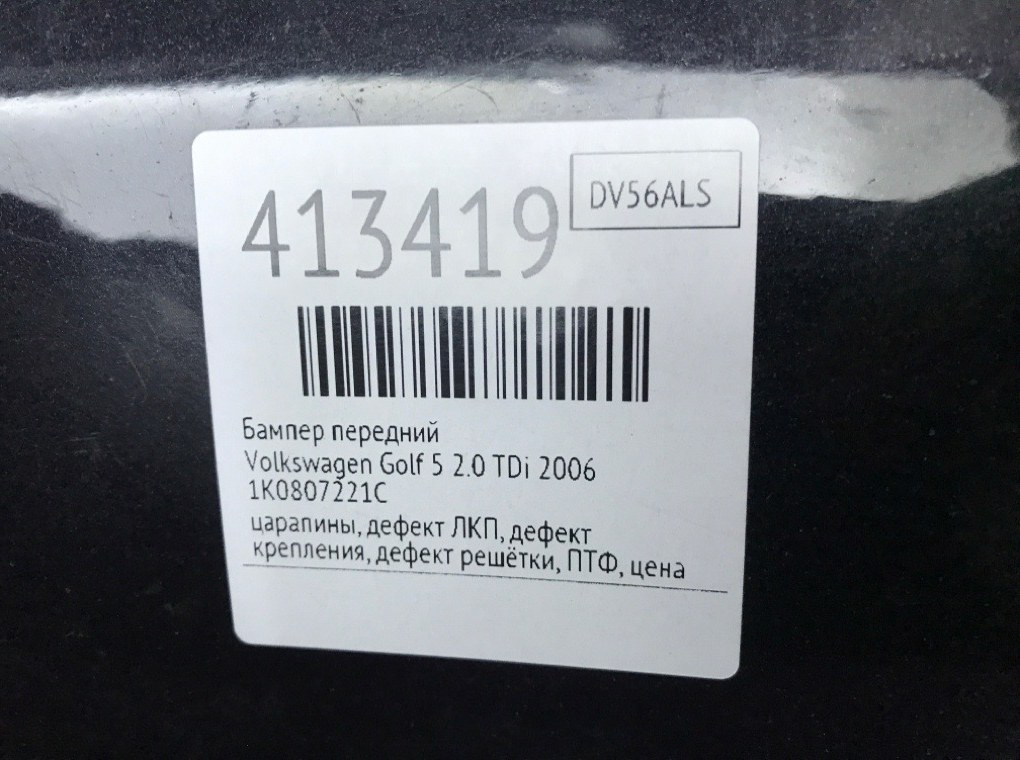 413419
DV56ALS
Бампер передний
Volkswagen Golf 5 2.0 TDi 2006
1K0807221C
царапины, дефект ЛКП, дефект
крепления, дефект решётки, ПТФ, цена